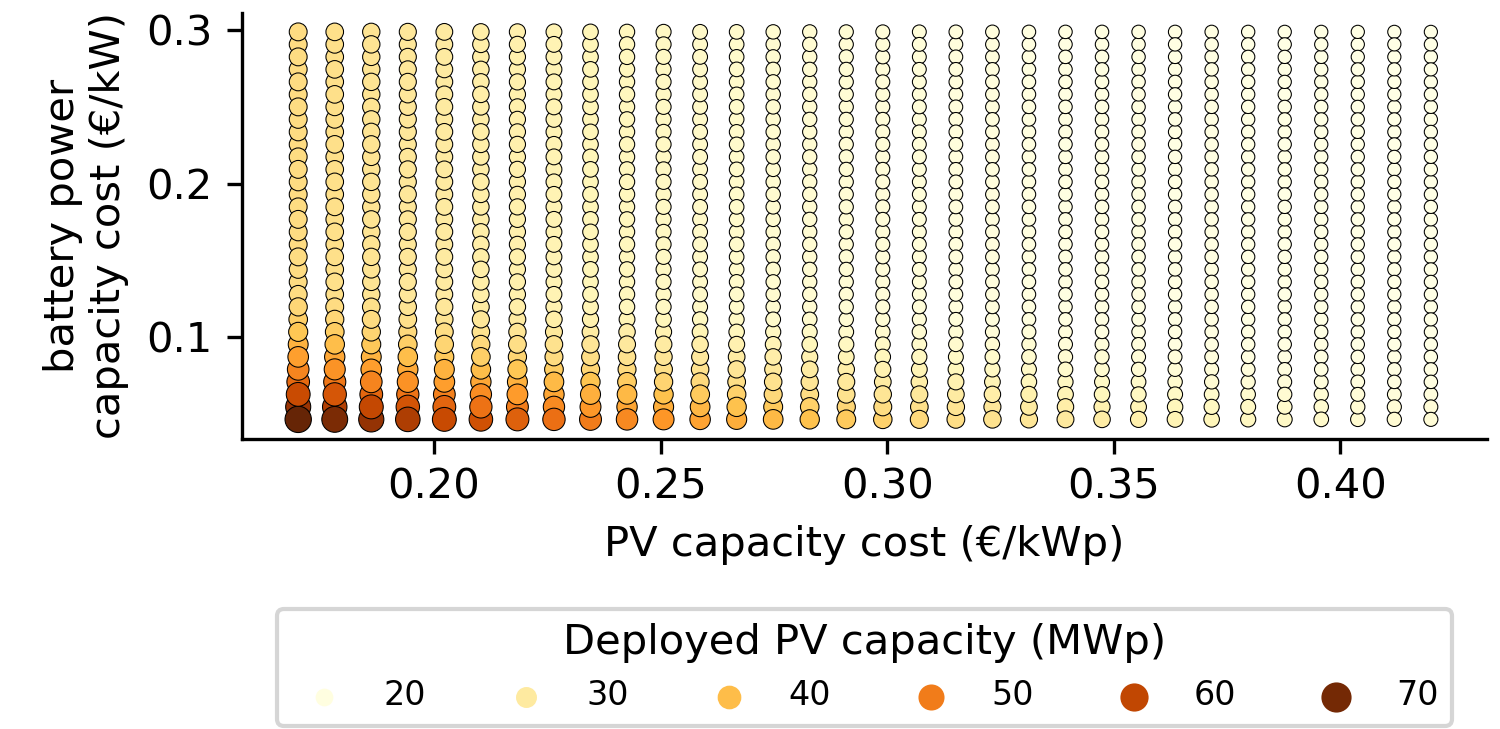 battery power
capacity cost (€/kW)
0.3
0.2
0.1
0.20 0.25 0.30 0.35 0.40
PV capacity cost (€/kWp)
Deployed PV capacity (MWp)
20 30 40 50 60 70